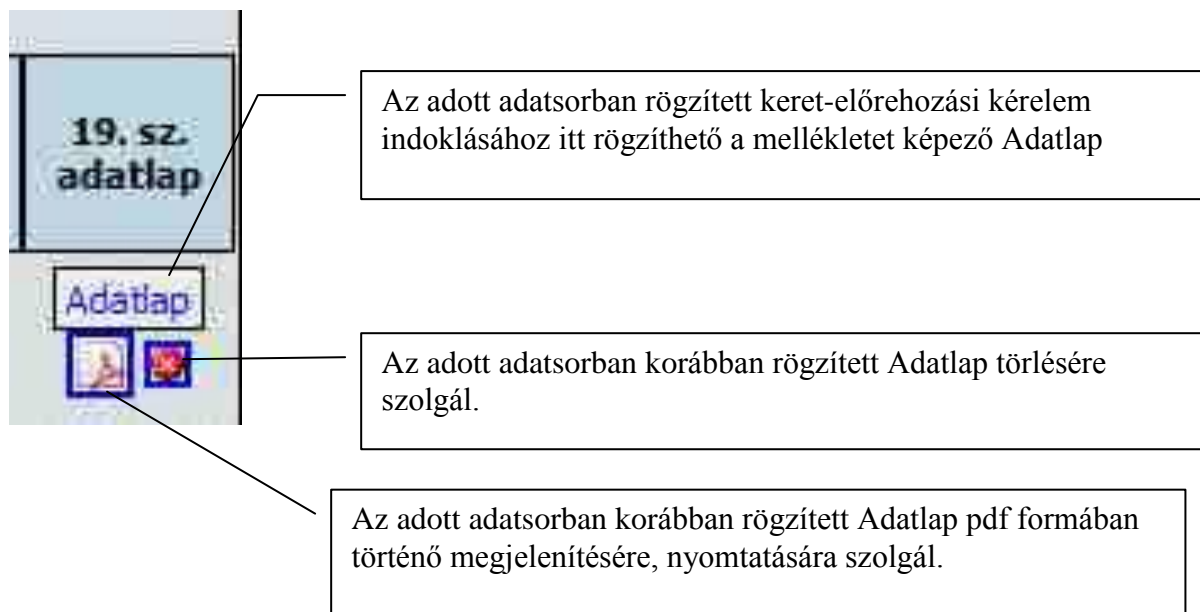 19. sz.
adatlap
Adatlap
Az adott adatsorban rögzített keret-előrehozási kérelem
indoklásához itt rögzíthető a mellékletet képező Adatlap
Az adott adatsorban korábban rögzített Adatlap törlésére
szolgál.
Az adott adatsorban korábban rögzített Adatlap pdf formában
történő megjelenítésére, nyomtatására szolgál.